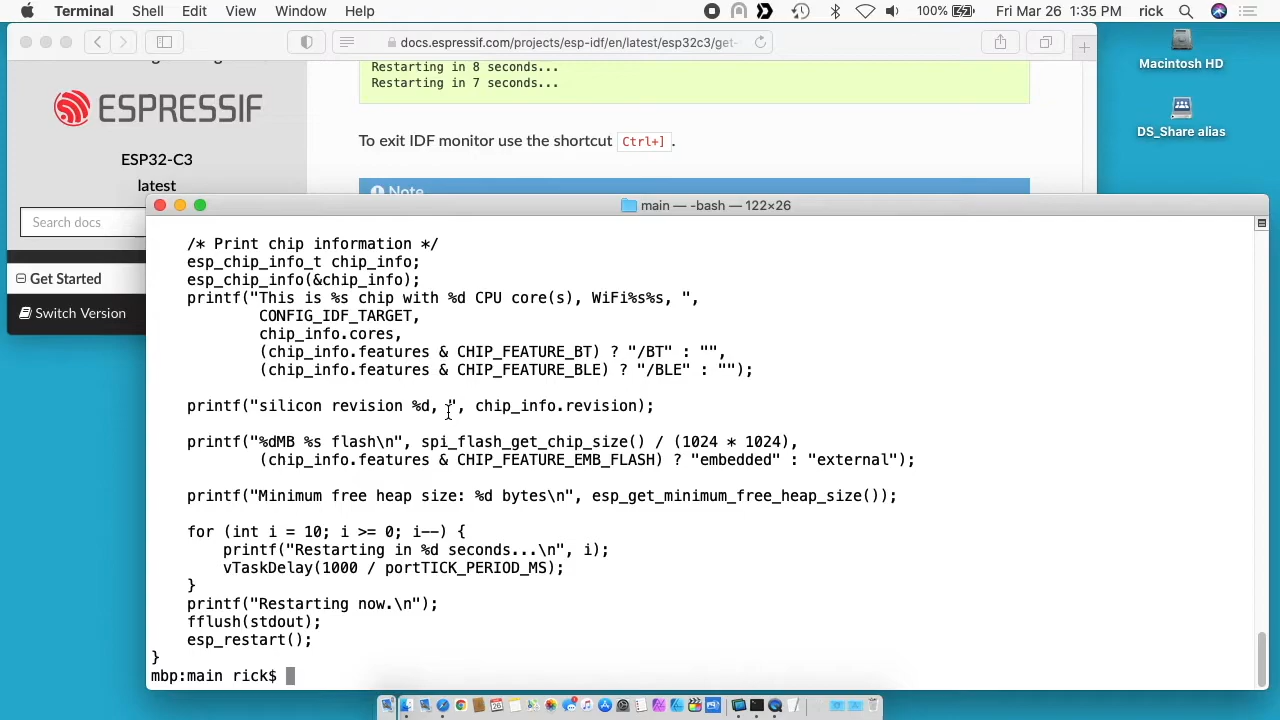 Terminal Shell Edit View Window Help 100% Fri Mar 26 1:35 PM rick
docs.espressif.com/projects/esp-idf/en/latest/esp32c3/get-
Macintosh HD
DS_Share alias
ESPRESSIF
ESP32-C3
latest
Search docs
Get Started
Switch Version
Restarting in 8 seconds...
Restarting in 7 seconds...
To exit IDF monitor use the shortcut Ctrl+].
Note
main — -bash — 122×26
/* Print chip information */
esp_chip_info_t chip_info;
esp_chip_info(&chip_info);
printf("This is %s chip with %d CPU core(s), WiFi%s%s, ",
CONFIG_IDF_TARGET,
chip_info.cores,
(chip_info.features & CHIP_FEATURE_BT) ? "/BT" : "",
(chip_info.features & CHIP_FEATURE_BLE) ? "/BLE" : "");
printf("silicon revision %d, ", chip_info.revision);
printf("%dMB %s flash\n", spi_flash_get_chip_size() / (1024 * 1024),
(chip_info.features & CHIP_FEATURE_EMB_FLASH) ? "embedded" : "external");
printf("Minimum free heap size: %d bytes\n", esp_get_minimum_free_heap_size());
for (int i = 10; i >= 0; i--) {
printf("Restarting in %d seconds...\n", i);
vTaskDelay(1000 / portTICK_PERIOD_MS);
}
printf("Restarting now.\n");
fflush(stdout);
esp_restart();
}
mbp:main rick$